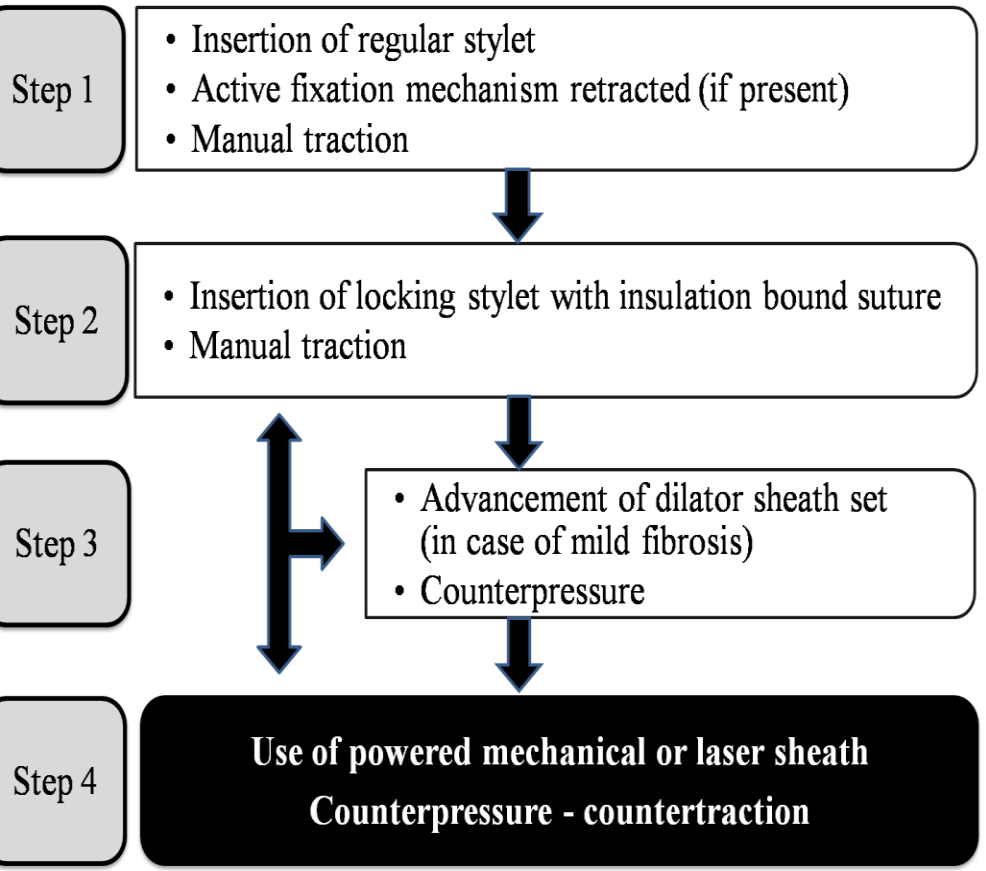 Step 1
• Insertion of regular stylet
• Active fixation mechanism retracted (if present)
• Manual traction
Step 2
• Insertion of locking stylet with insulation bound suture
• Manual traction
Step 3
• Advancement of dilator sheath set
(in case of mild fibrosis)
• Counterpressure
Step 4
Use of powered mechanical or laser sheath
Counterpressure - countertraction